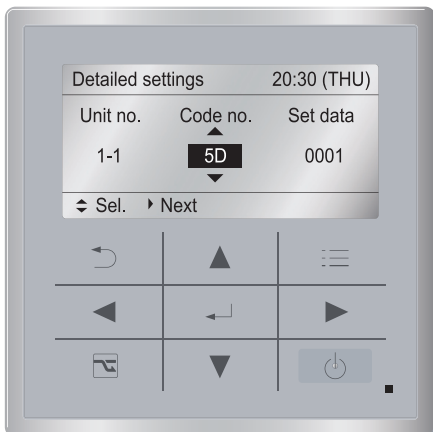 Detailed settings 20:30 (THU)
Unit no. Code no. Set data
1-1 5D 0001
Sel. Next